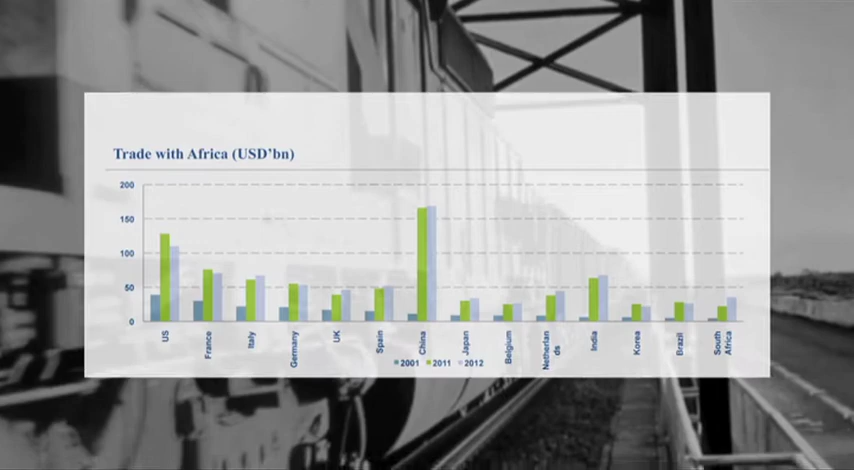 Trade with Africa (USD'bn)
200
150
100
50
0
US
France
Italy
Germany
UK
Spain
China
Japan
Belgium
Netherlan
ds
India
Korea
Brazil
South
Africa
2001 2011 2012